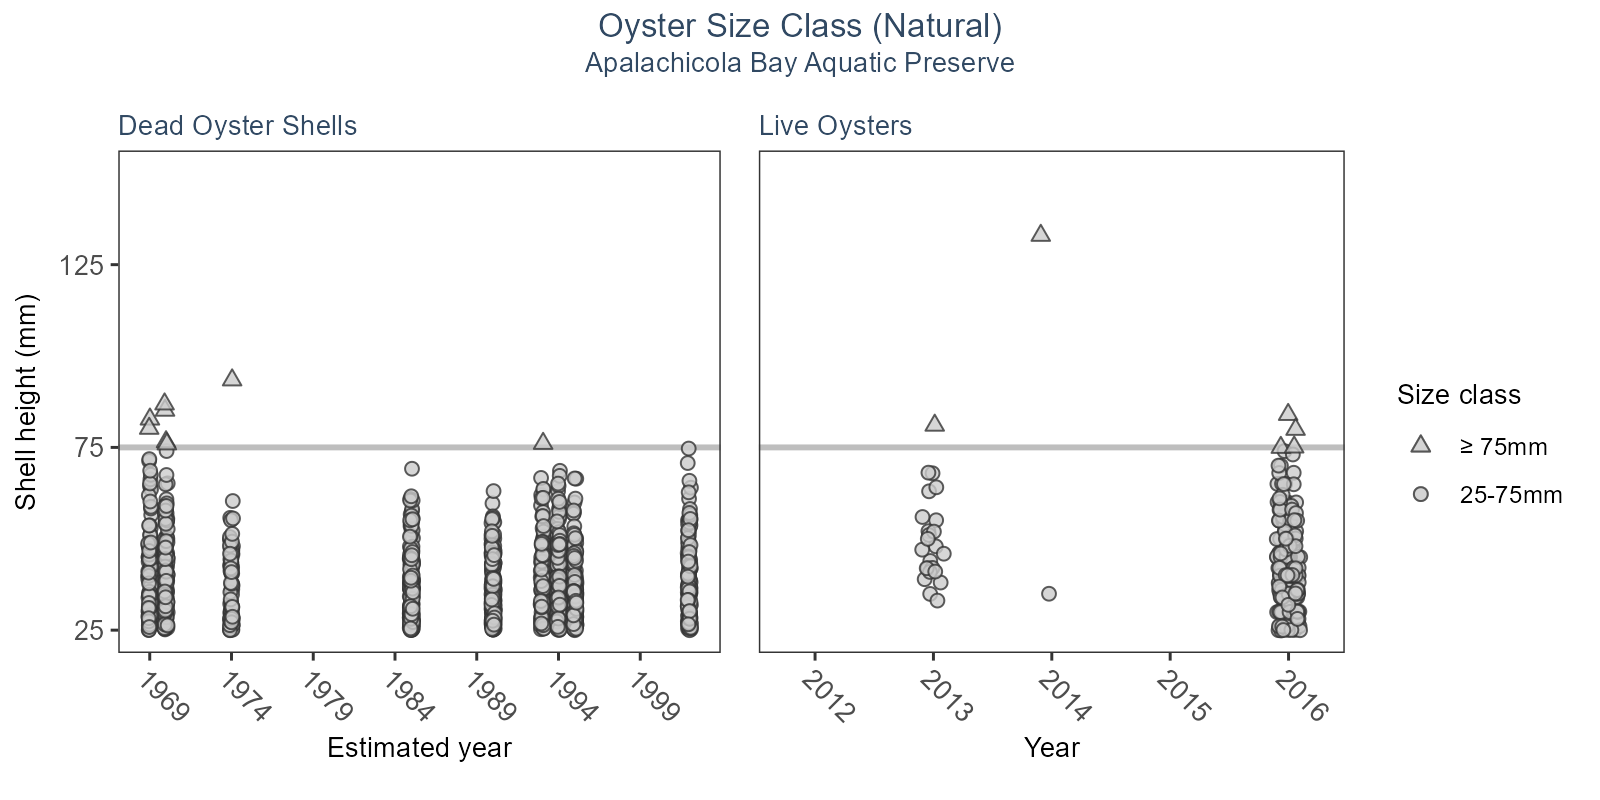 Oyster Size Class (Natural)
Apalachicola Bay Aquatic Preserve
Dead Oyster Shells
Live Oysters
Shell height (mm)
125
75
25
1969
1974
1979
1984
1989
1994
1999
Estimated year
2012
2013
2014
2015
2016
Year
Size class
≥ 75mm
25-75mm